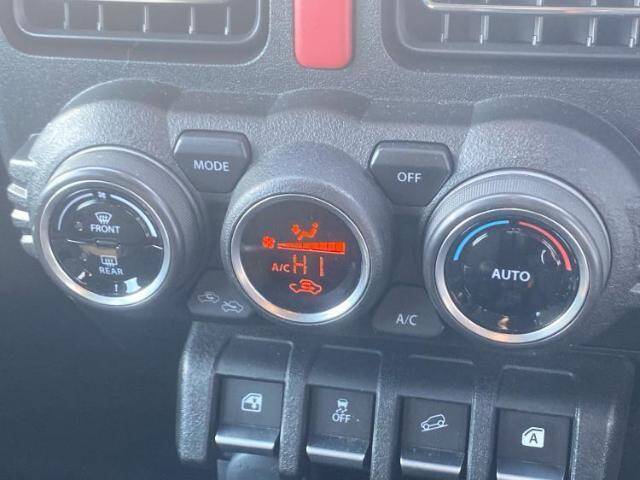 MODE
OFF
FRONT
REAR
A/C HI
AUTO
A/C
OFF
A